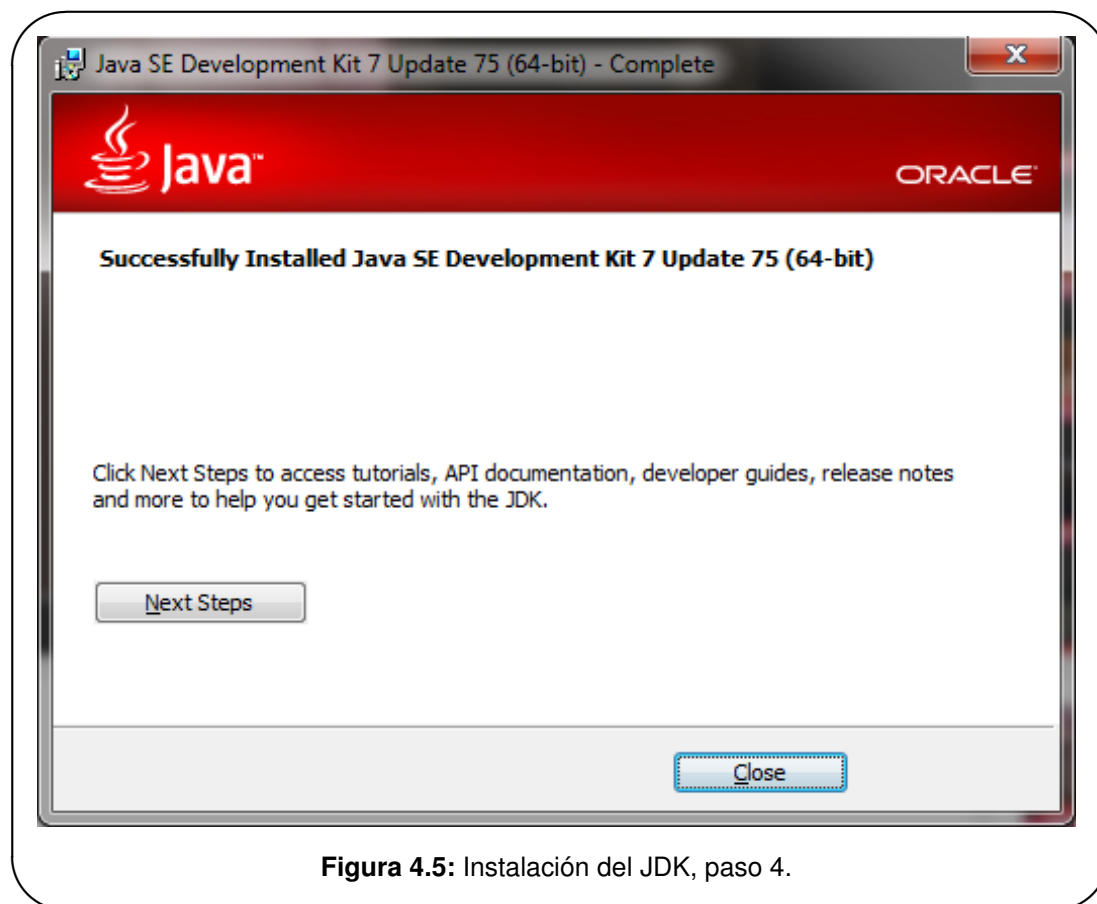 Java SE Development Kit 7 Update 75 (64-bit) - Complete
Java™
ORACLE
Successfully Installed Java SE Development Kit 7 Update 75 (64-bit)
Click Next Steps to access tutorials, API documentation, developer guides, release notes
and more to help you get started with the JDK.
Next Steps
Close
Figura 4.5: Instalación del JDK, paso 4.